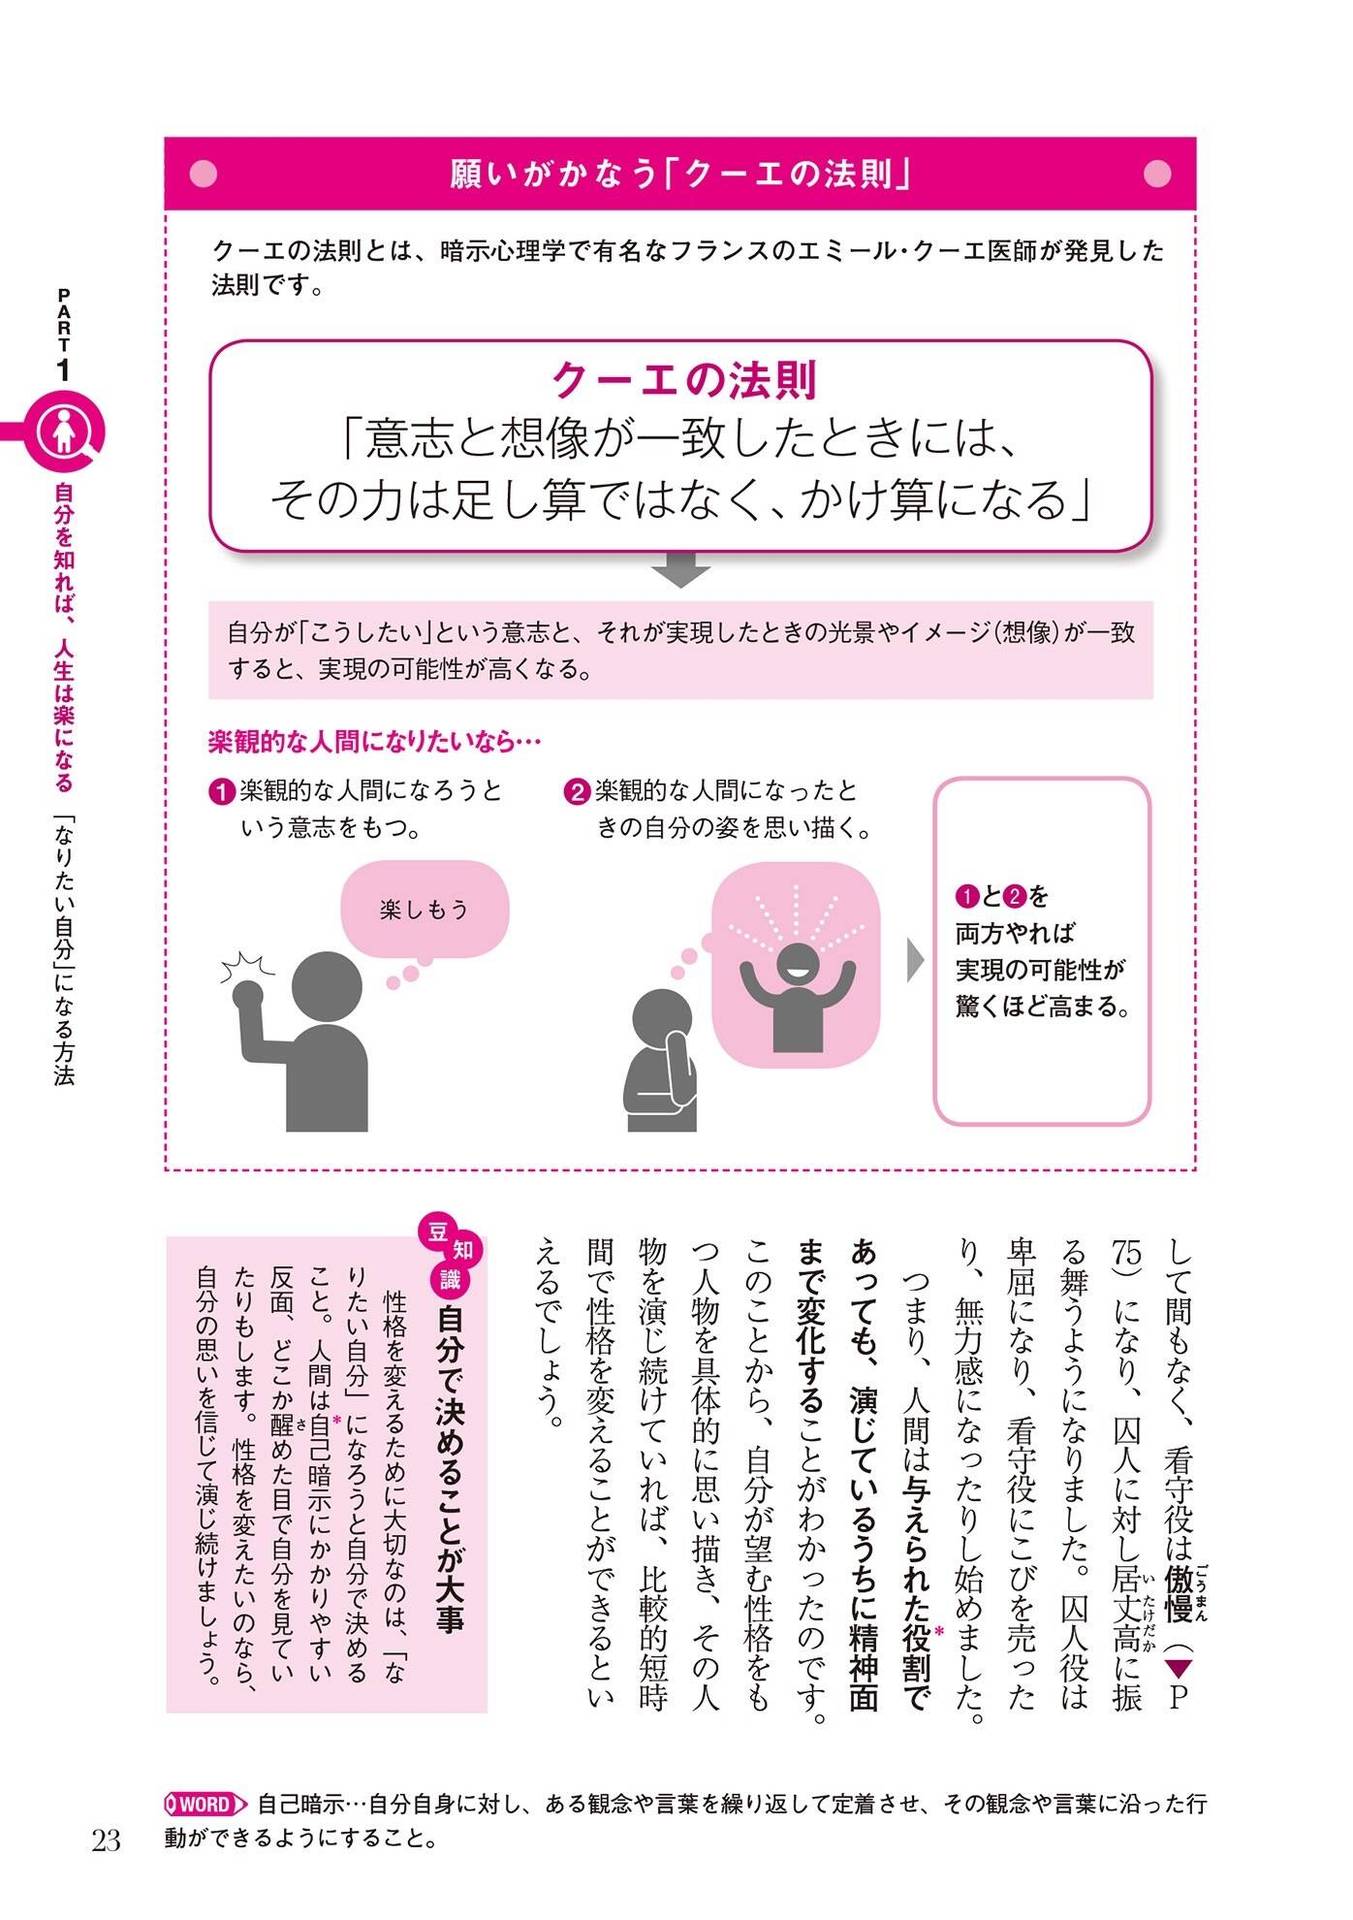 願いがかなう「クーエの法則」
クーエの法則とは、暗示心理学で有名なフランスのエミール・クーエ医師が発見した
法則です。
クーエの法則
「意志と想像が一致したときには、
その力は足し算ではなく、かけ算になる」
自分が「こうしたい」という意志と、それが実現したときの光景やイメージ(想像)が一致
すると、実現の可能性が高くなる。
楽観的な人間になりたいなら…
❶楽観的な人間になろうと
いう意志をもつ。
楽しもう
❷楽観的な人間になったと
きの自分の姿を思い描く。
❶と❷を
両方やれば
実現の可能性が
驚くほど高まる。
して間もなく、看守役は傲慢(▼P
ごうまん
75)になり、囚人に対し居丈高に振
いたけだか
る舞うようになりました。囚人役は
卑屈になり、看守役にこびを売った
り、無力感になったりし始めました。
つまり、人間は与えられた役割で
*
あっても、演じているうちに精神面
まで変化することがわかったのです。
このことから、自分が望む性格をも
つ人物を具体的に思い描き、その人
物を演じ続けていれば、比較的短時
間で性格を変えることができるとい
えるでしょう。
豆知識
自分で決めることが大事
性格を変えるために大切なのは、「な
りたい自分」になろうと自分で決める
こと。人間は自己暗示にかかりやすい
*
反面、どこか醒めた目で自分を見てい
さ
たりもします。性格を変えたいのなら、
自分の思いを信じて演じ続けましょう。
WORD 自己暗示…自分自身に対し、ある観念や言葉を繰り返して定着させ、その観念や言葉に沿った行
動ができるようにすること。
PART 1
自分を知れば、人生は楽になる 「なりたい自分」になる方法
23